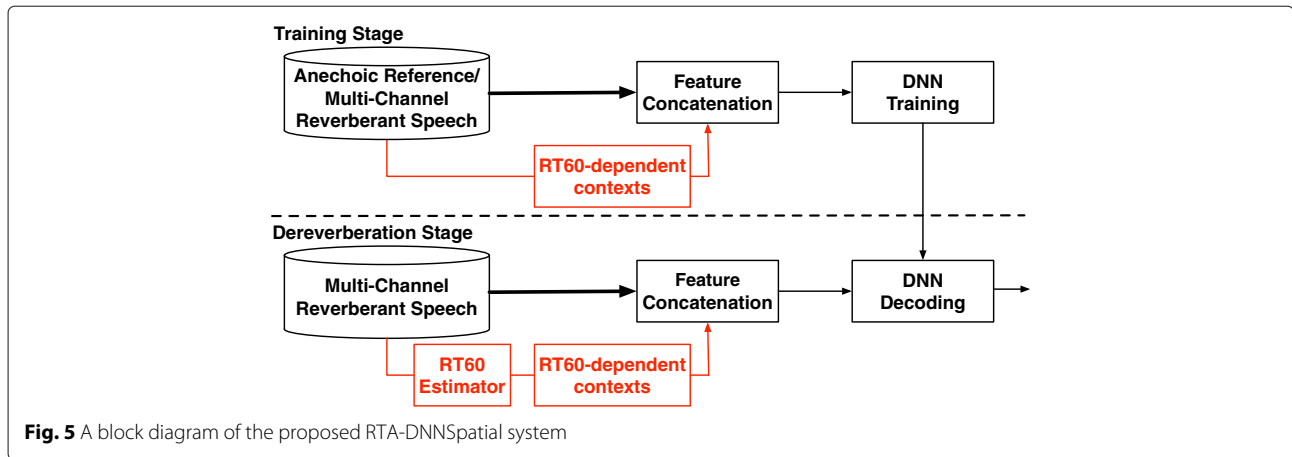 Training Stage
Anechoic Reference/
Multi-Channel
Reverberant Speech
Feature
Concatenation
DNN
Training
RT60-dependent
contexts
Dereverberation Stage
Multi-Channel
Reverberant Speech
Feature
Concatenation
DNN
Decoding
RT60
Estimator
RT60-dependent
contexts
Fig. 5 A block diagram of the proposed RTA-DNNSpatial system